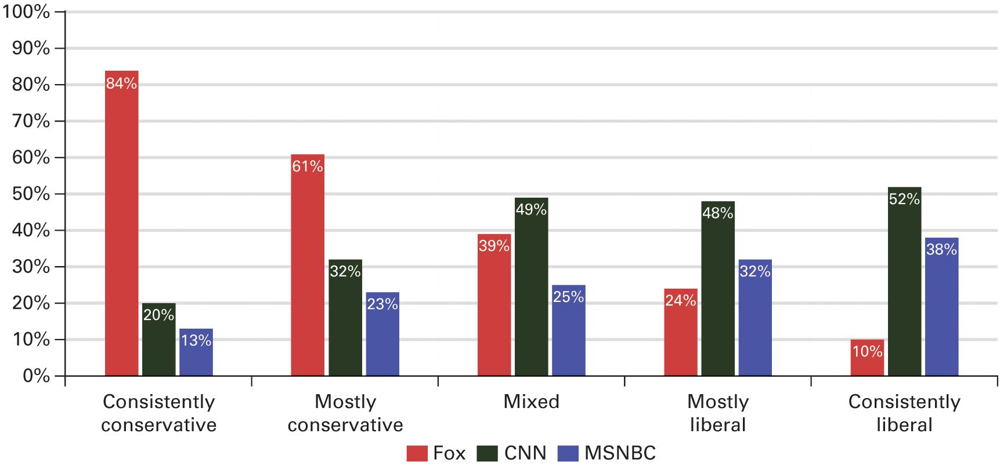 100%
90%
80%
70%
60%
50%
40%
30%
20%
10%
0%
84%
20%
13%
61%
32%
23%
39%
49%
25%
24%
48%
32%
10%
52%
38%
Consistently
conservative
Mostly
conservative
Mixed
Mostly
liberal
Consistently
liberal
Fox CNN MSNBC